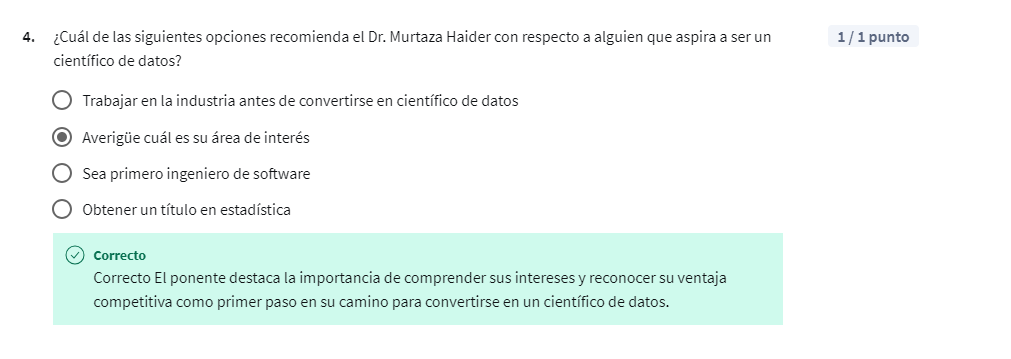 4. ¿Cuál de las siguientes opciones recomienda el Dr. Murtaza Haider con respecto a alguien que aspira a ser un
científico de datos?
1 / 1 punto
Trabajar en la industria antes de convertirse en científico de datos
Averigüe cuál es su área de interés
Sea primero ingeniero de software
Obtener un título en estadística
Correcto
Correcto El ponente destaca la importancia de comprender sus intereses y reconocer su ventaja
competitiva como primer paso en su camino para convertirse en un científico de datos.